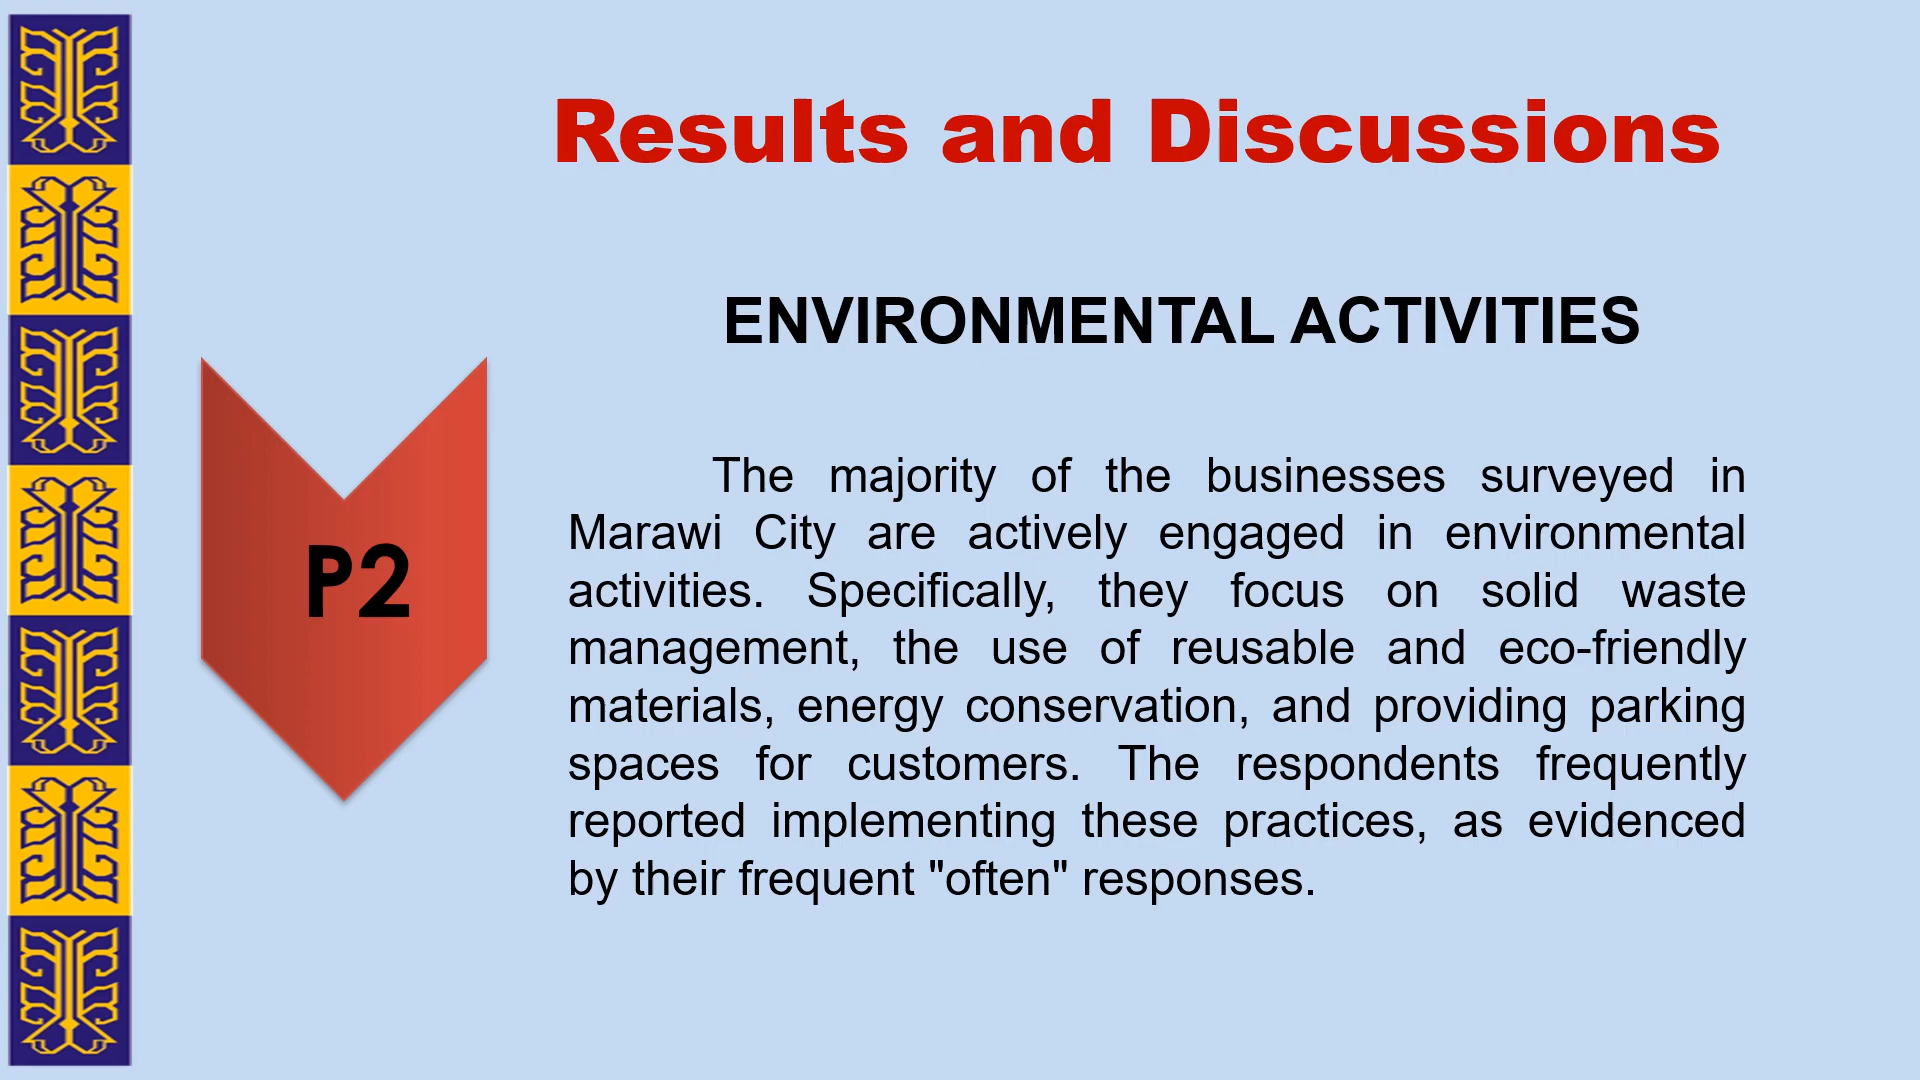 Results and Discussions
ENVIRONMENTAL ACTIVITIES
P2
The majority of the businesses surveyed in
Marawi City are actively engaged in environmental
activities. Specifically, they focus on solid waste
management, the use of reusable and eco-friendly
materials, energy conservation, and providing parking
spaces for customers. The respondents frequently
reported implementing these practices, as evidenced
by their frequent "often" responses.